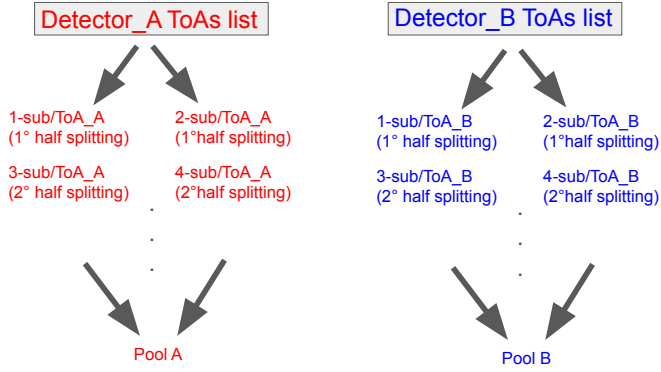 Detector_A ToAs list
1-sub/ToA_A
(1° half splitting)
2-sub/ToA_A
(1°half splitting)
3-sub/ToA_A
(2° half splitting)
4-sub/ToA_A
(2°half splitting)
.
.
.
Pool A
Detector_B ToAs list
1-sub/ToA_B
(1° half splitting)
2-sub/ToA_B
(1°half splitting)
3-sub/ToA_B
(2° half splitting)
4-sub/ToA_B
(2°half splitting)
.
.
.
Pool B